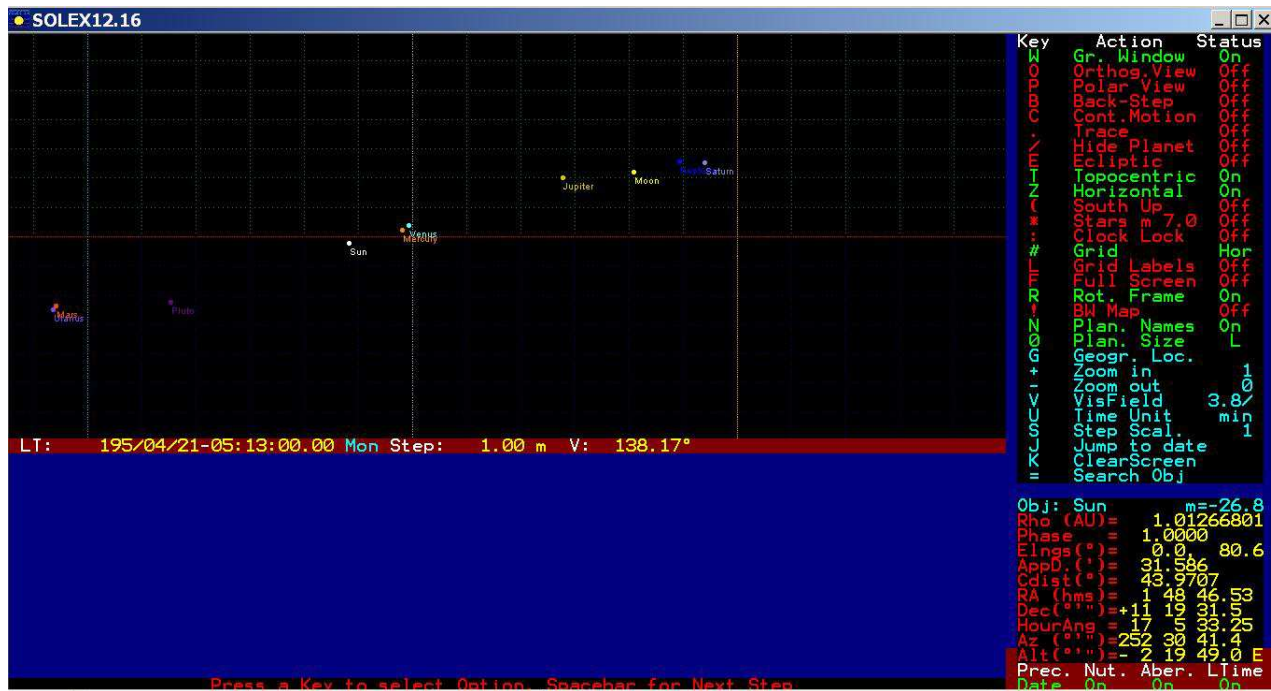 SOLEX12.16
Key Action Status
W Gr. Window On
O Orthog.View Off
P Polar View Off
B Back-Step Off
C Cont.Motion Off
. Trace Off
/ Hide Planet Off
E Ecliptic Off
T Topocentric On
Z Horizontal On
( South Up Off
* Stars m 7.0 Off
: Clock Lock Off
# Grid Hor
L Grid Labels Off
F Full Screen Off
R Rot. Frame On
! BW Map Off
N Plan. Names On
0 Plan. Size L
G Geogr. Loc.
+ Zoom in 1
- Zoom out 0
V VisField 3.8/
U Time Unit min
S Step Scal. 1
J Jump to date
K ClearScreen
= Search Obj
Saturn
Moon
Jupiter
Venus
Mercury
Sun
Pluto
Mars
Uranus
LT: 195/04/21-05:13:00.00 Mon Step: 1.00 m V: 138.17°
Obj: Sun m=-26.8
Rho (AU)= 1.01266801
Phase = 1.0000
Elngs(°)= 0.0, 80.6
AppD.(')= 31.586
Cdist(°)= 43.9707
RA (hms)= 1 48 46.53
Dec(°'")=+11 19 31.5
HourAng = 17 5 33.25
Az (°'")=252 30 41.4
Alt(°'")=- 2 19 49.0 E
Prec. Nut. Aber. LTime
Date On On On
Press a Key to select Option, Spacebar for Next Step